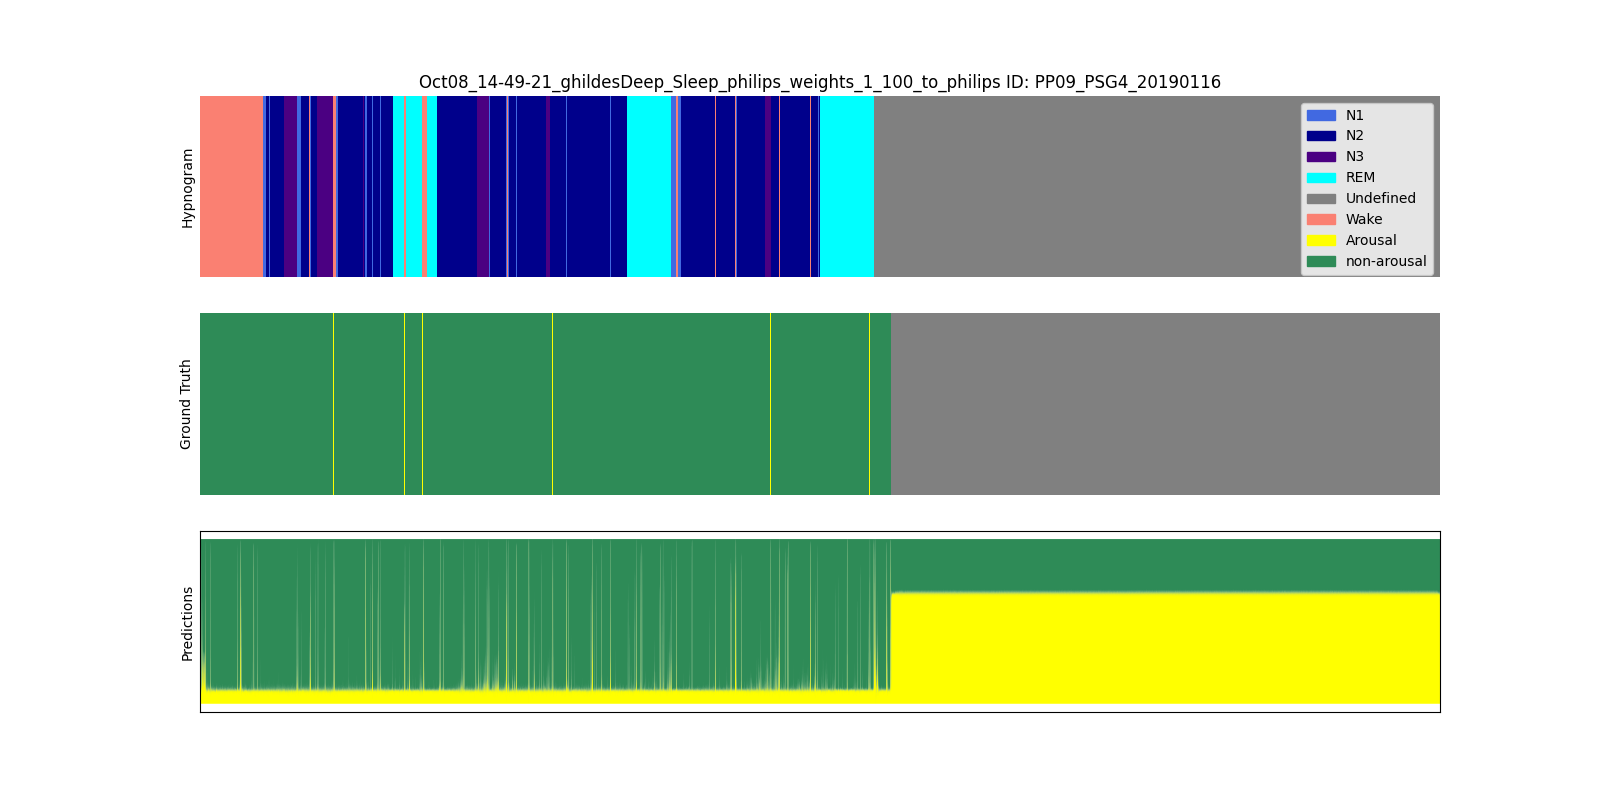 Oct08_14-49-21_ghildesDeep_Sleep_philips_weights_1_100_to_philips ID: PP09_PSG4_20190116
Hypnogram
N1
N2
N3
REM
Undefined
Wake
Arousal
non-arousal
Ground Truth
Predictions